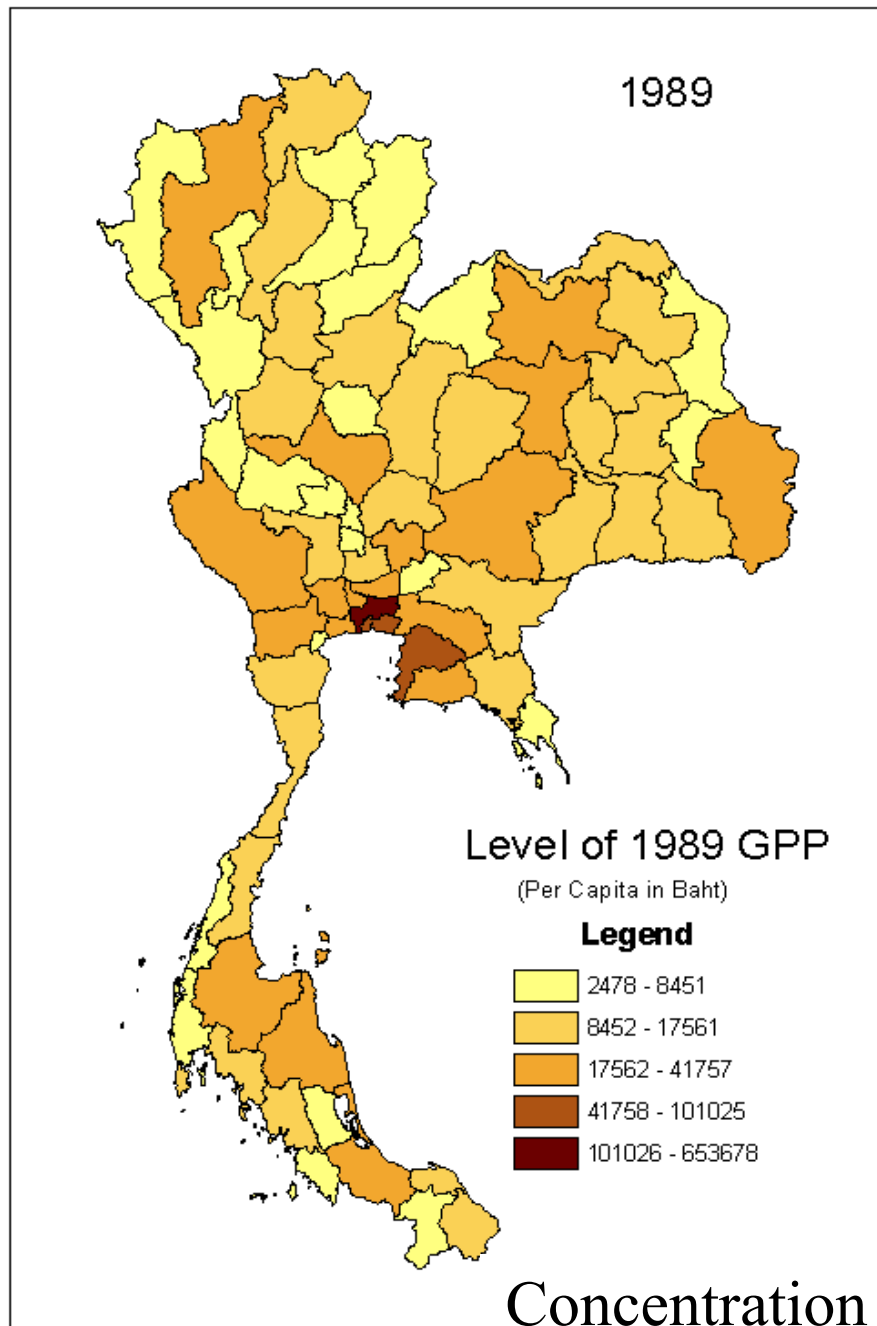 1989
Level of 1989 GPP
(Per Capita in Baht)
Legend
2478 - 8451
8452 - 17561
17562 - 41757
41758 - 101025
101026 - 653678
Concentration